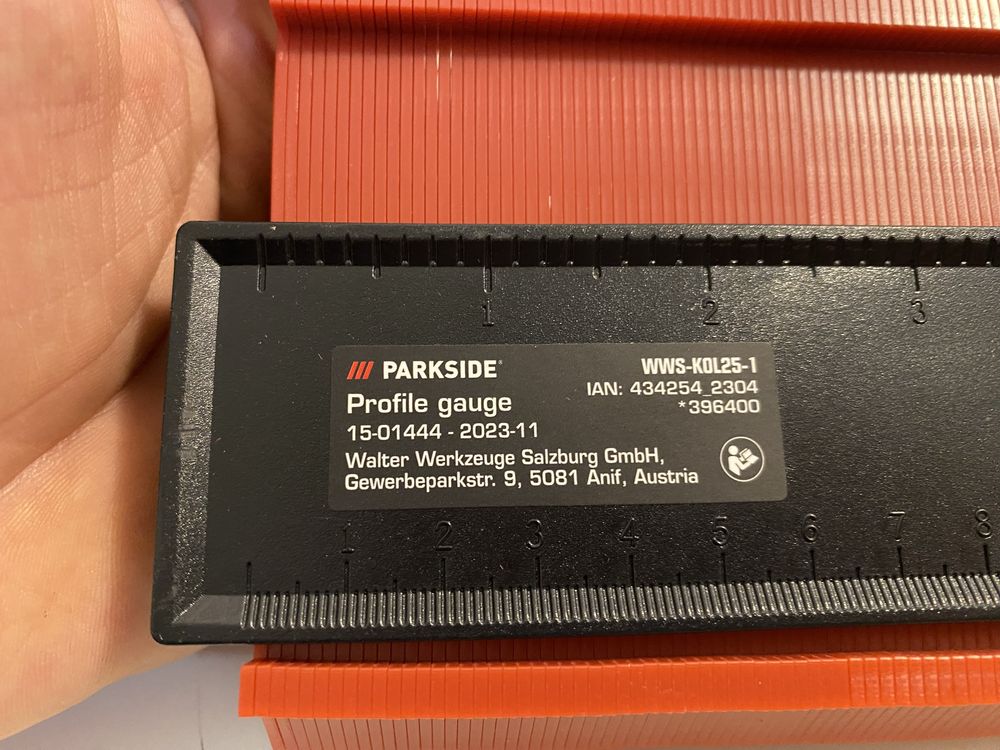 1 2 3
PARKSIDE®
WWS-KOL25-1
Profile gauge
IAN: 434254_2304
*396400
15-01444 - 2023-11
Walter Werkzeuge Salzburg GmbH,
Gewerbeparkstr. 9, 5081 Anif, Austria
1 2 3 4 5 6 7 8